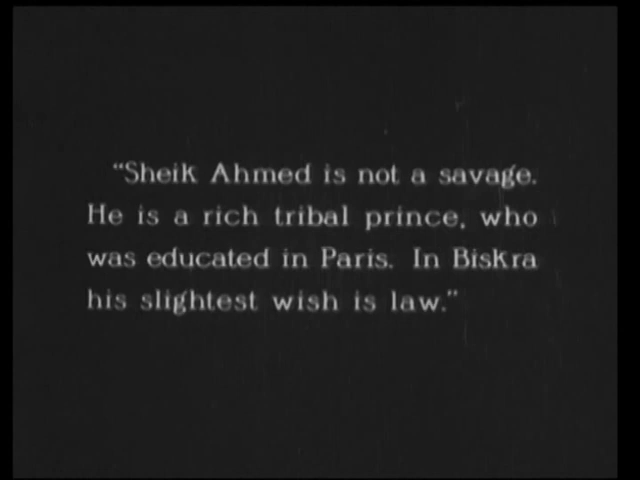 “Sheik Ahmed is not a savage.
He is a rich tribal prince, who
was educated in Paris. In Biskra
his slightest wish is law.”